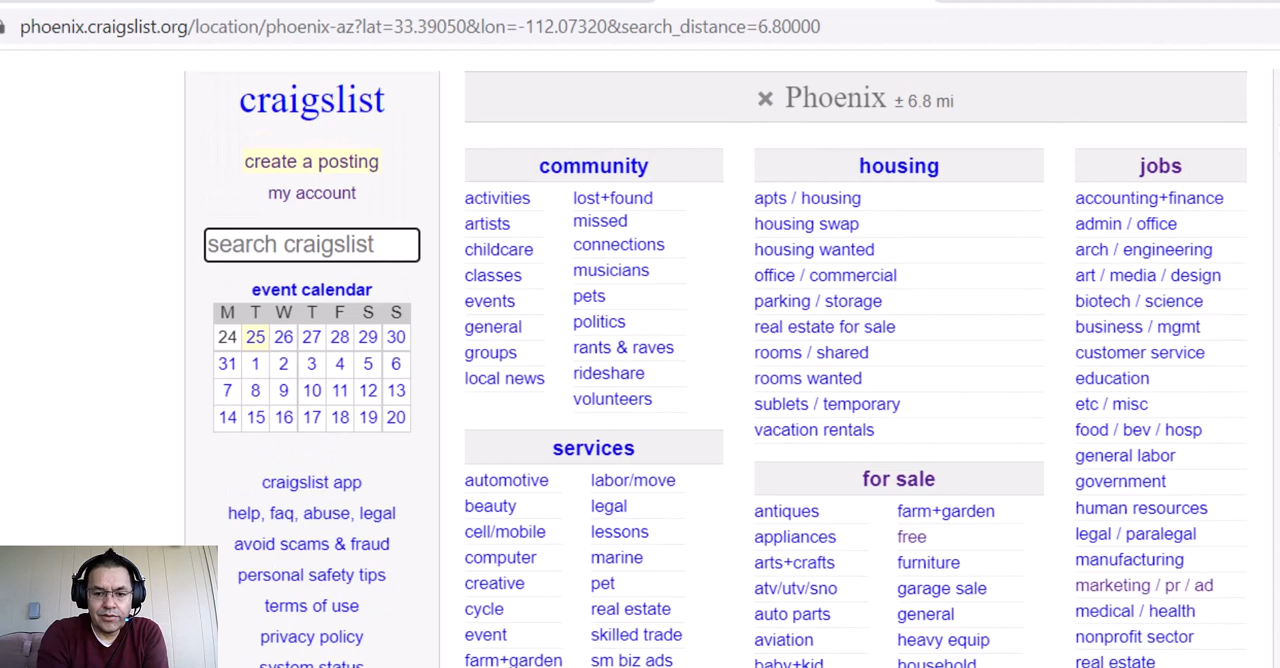 phoenix.craigslist.org/location/phoenix-az?lat=33.39050&lon=-112.07320&search_distance=6.80000
craigslist
create a posting
my account
search craigslist
event calendar
M T W T F S S
24 25 26 27 28 29 30
31 1 2 3 4 5 6
7 8 9 10 11 12 13
14 15 16 17 18 19 20
craigslist app
help, faq, abuse, legal
avoid scams & fraud
personal safety tips
terms of use
privacy policy
system status
× Phoenix ± 6.8 mi
community
activities
artists
childcare
classes
events
general
groups
local news
lost+found
missed
connections
musicians
pets
politics
rants & raves
rideshare
volunteers
services
automotive
beauty
cell/mobile
computer
creative
cycle
event
farm+garden
labor/move
legal
lessons
marine
pet
real estate
skilled trade
sm biz ads
housing
apts / housing
housing swap
housing wanted
office / commercial
parking / storage
real estate for sale
rooms / shared
rooms wanted
sublets / temporary
vacation rentals
for sale
antiques
appliances
arts+crafts
atv/utv/sno
auto parts
aviation
baby+kid
farm+garden
free
furniture
garage sale
general
heavy equip
household
jobs
accounting+finance
admin / office
arch / engineering
art / media / design
biotech / science
business / mgmt
customer service
education
etc / misc
food / bev / hosp
general labor
government
human resources
legal / paralegal
manufacturing
marketing / pr / ad
medical / health
nonprofit sector
real estate